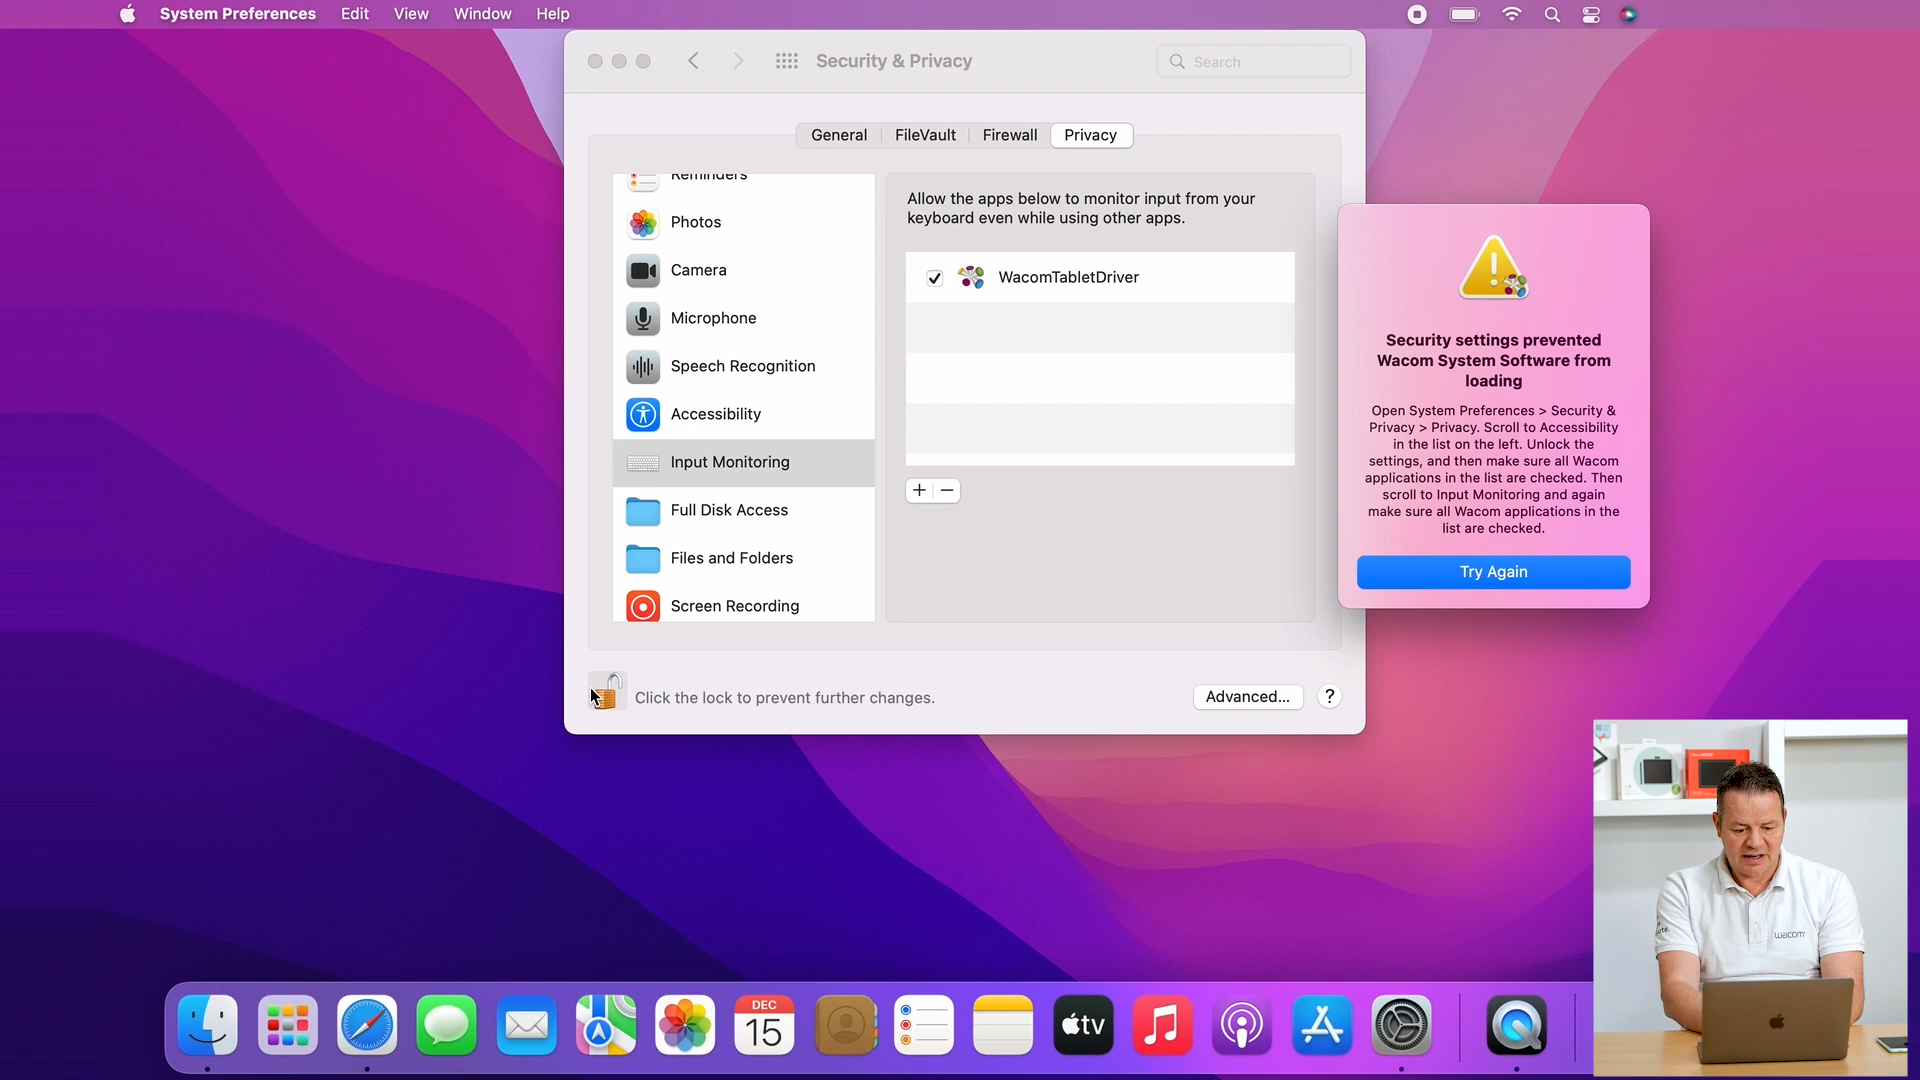 System Preferences Edit View Window Help
Security & Privacy
Search
General FileVault Firewall Privacy
Reminders
Photos
Camera
Microphone
Speech Recognition
Accessibility
Input Monitoring
Full Disk Access
Files and Folders
Screen Recording
Allow the apps below to monitor input from your
keyboard even while using other apps.
WacomTabletDriver
+ −
Click the lock to prevent further changes.
Advanced... ?
Security settings prevented
Wacom System Software from
loading
Open System Preferences > Security &
Privacy > Privacy. Scroll to Accessibility
in the list on the left. Unlock the
settings, and then make sure all Wacom
applications in the list are checked. Then
scroll to Input Monitoring and again
make sure all Wacom applications in the
list are checked.
Try Again
wacom
DEC
15
tv